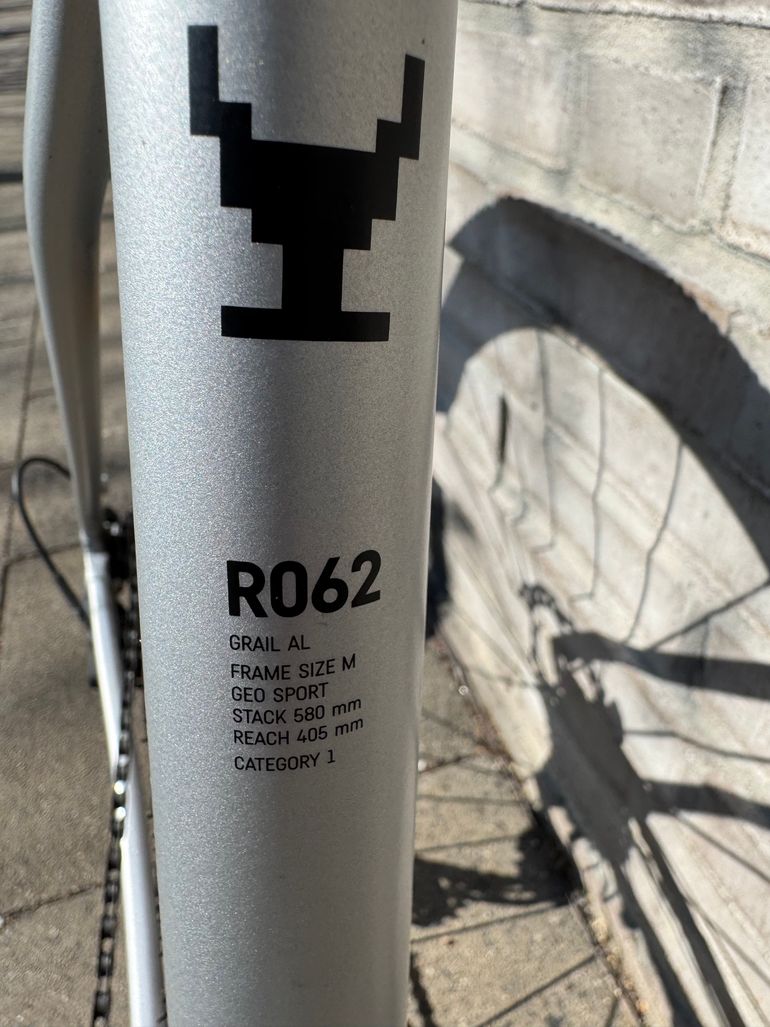 R062
GRAIL AL
FRAME SIZE M
GEO SPORT
STACK 580 mm
REACH 405 mm
CATEGORY 1